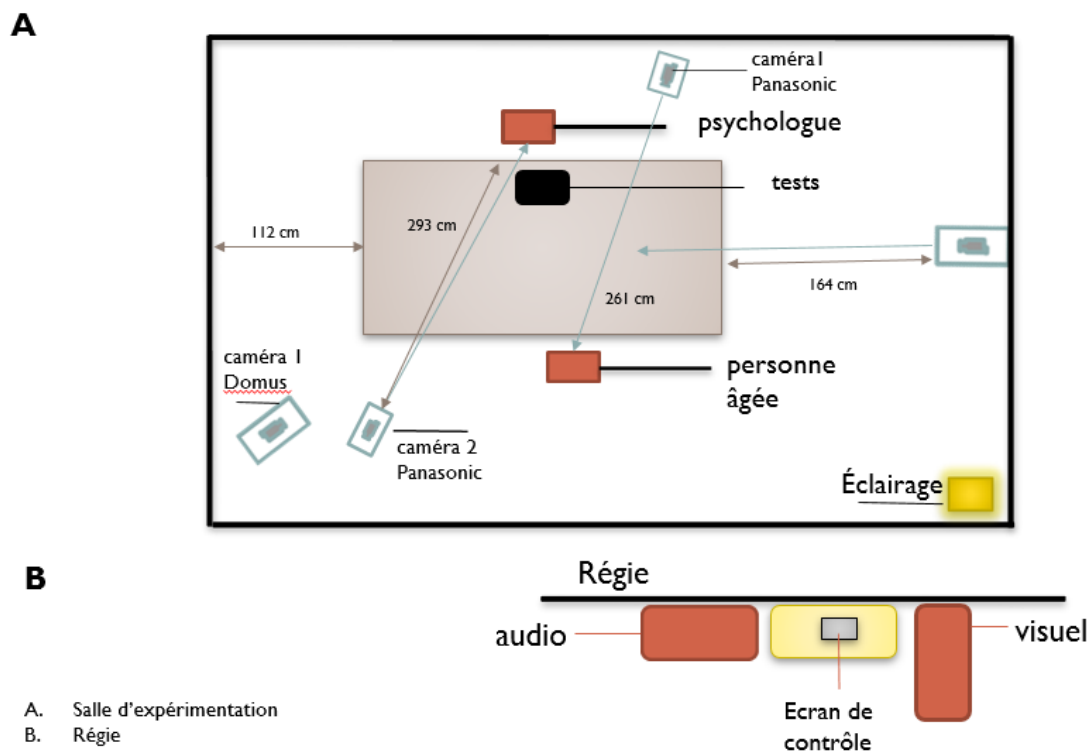 A
caméra1
Panasonic
psychologue
tests
293 cm
112 cm
164 cm
261 cm
caméra 1
Domus
personne
âgée
caméra 2
Panasonic
Éclairage
B
Régie
audio
visuel
Ecran de
contrôle
A. Salle d'expérimentation
B. Régie